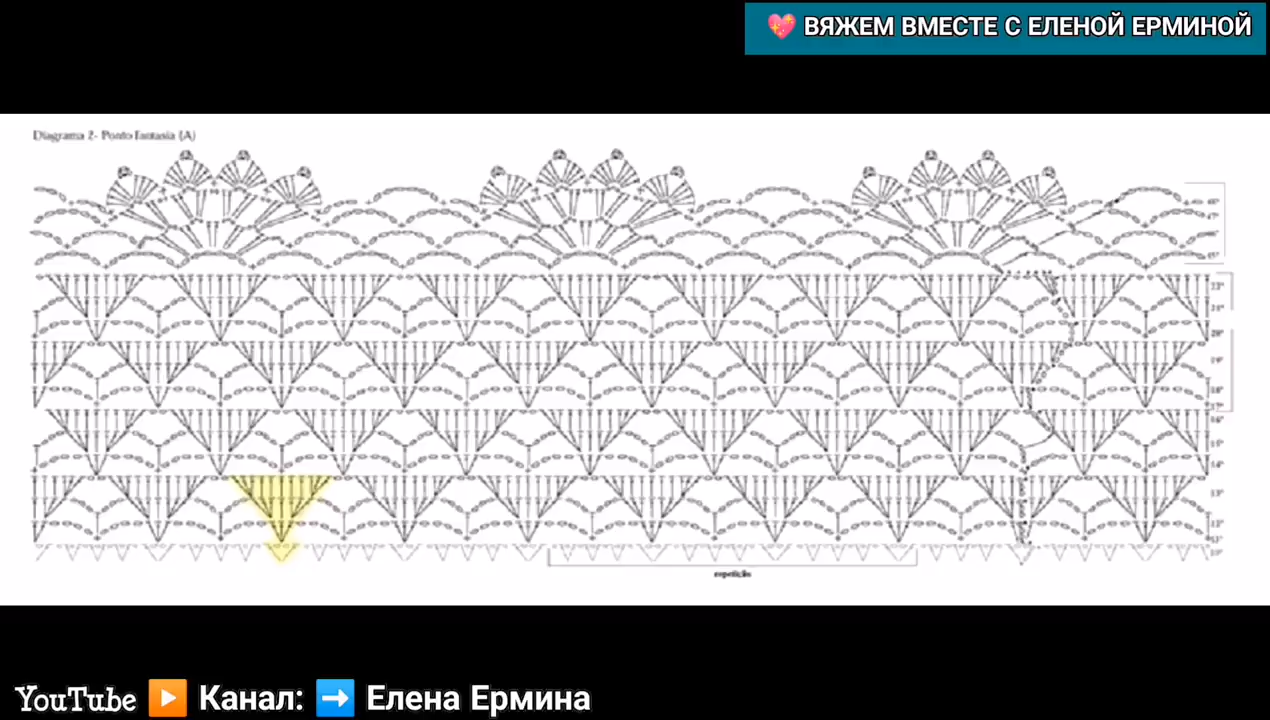 💖 ВЯЖЕМ ВМЕСТЕ С ЕЛЕНОЙ ЕРМИНОЙ
Diagrama 2- Ponto fantasia (A)
repetição
YouTube ▶️ Канал: ➡️ Елена Ермина